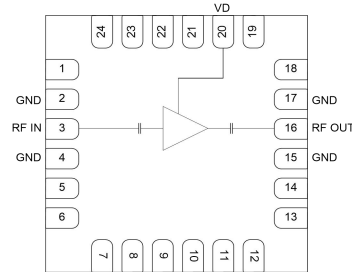 VD
24 23 22 21 20 19
1 18
GND 2 17 GND
RF IN 3 16 RF OUT
GND 4 15 GND
5 14
6 13
7 8 9 10 11 12